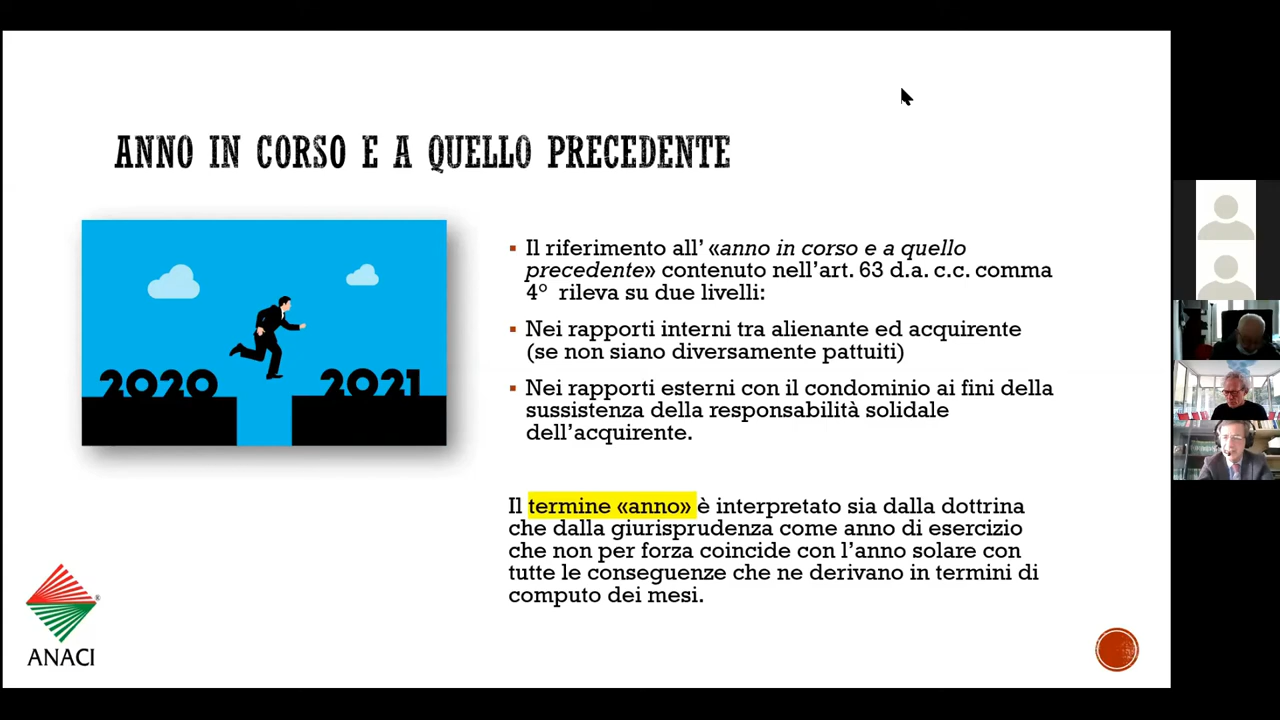 ANNO IN CORSO E A QUELLO PRECEDENTE
2020
2021
▪ Il riferimento all’ «anno in corso e a quello
precedente» contenuto nell’art. 63 d.a. c.c. comma
4° rileva su due livelli:
▪ Nei rapporti interni tra alienante ed acquirente
(se non siano diversamente pattuiti)
▪ Nei rapporti esterni con il condominio ai fini della
sussistenza della responsabilità solidale
dell’acquirente.
Il termine «anno» è interpretato sia dalla dottrina
che dalla giurisprudenza come anno di esercizio
che non per forza coincide con l’anno solare con
tutte le conseguenze che ne derivano in termini di
computo dei mesi.
®
ANACI